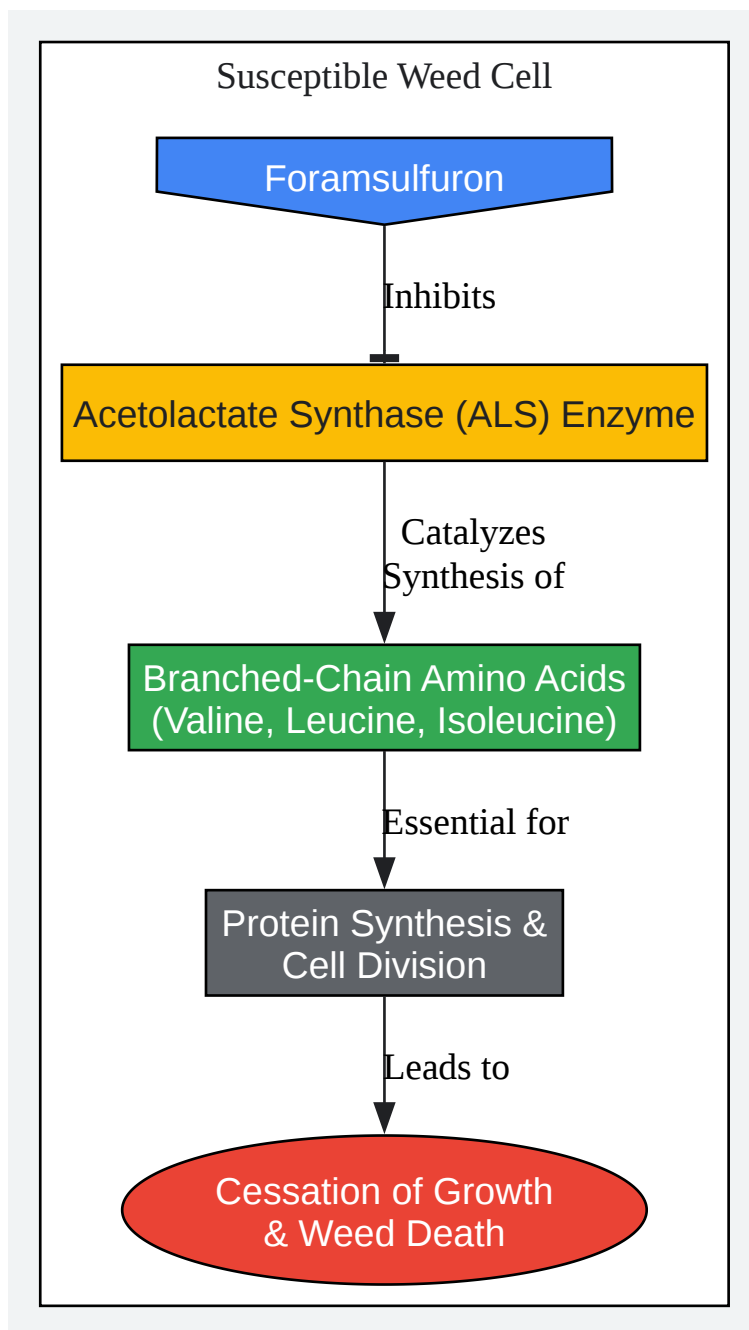 Susceptible Weed Cell
Foramsulfuron
Inhibits
Acetolactate Synthase (ALS) Enzyme
Catalyzes
Synthesis of
Branched-Chain Amino Acids
(Valine, Leucine, Isoleucine)
Essential for
Protein Synthesis &
Cell Division
Leads to
Cessation of Growth
& Weed Death